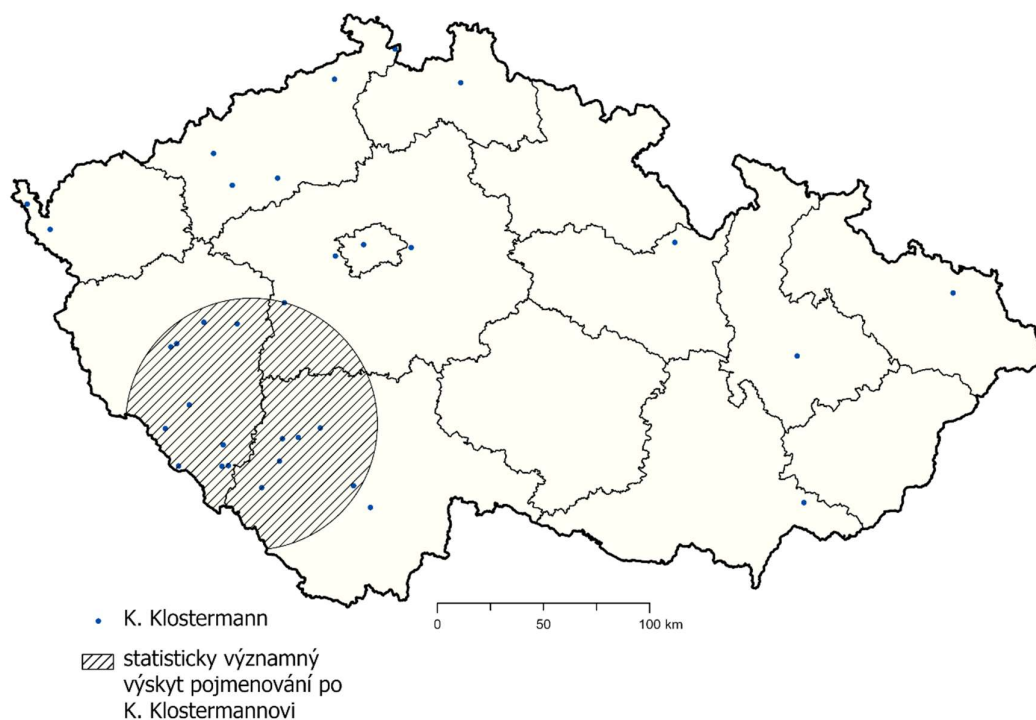 0 50 100 km
K. Klostermann
statisticky významný
výskyt pojmenování po
K. Klostermannovi